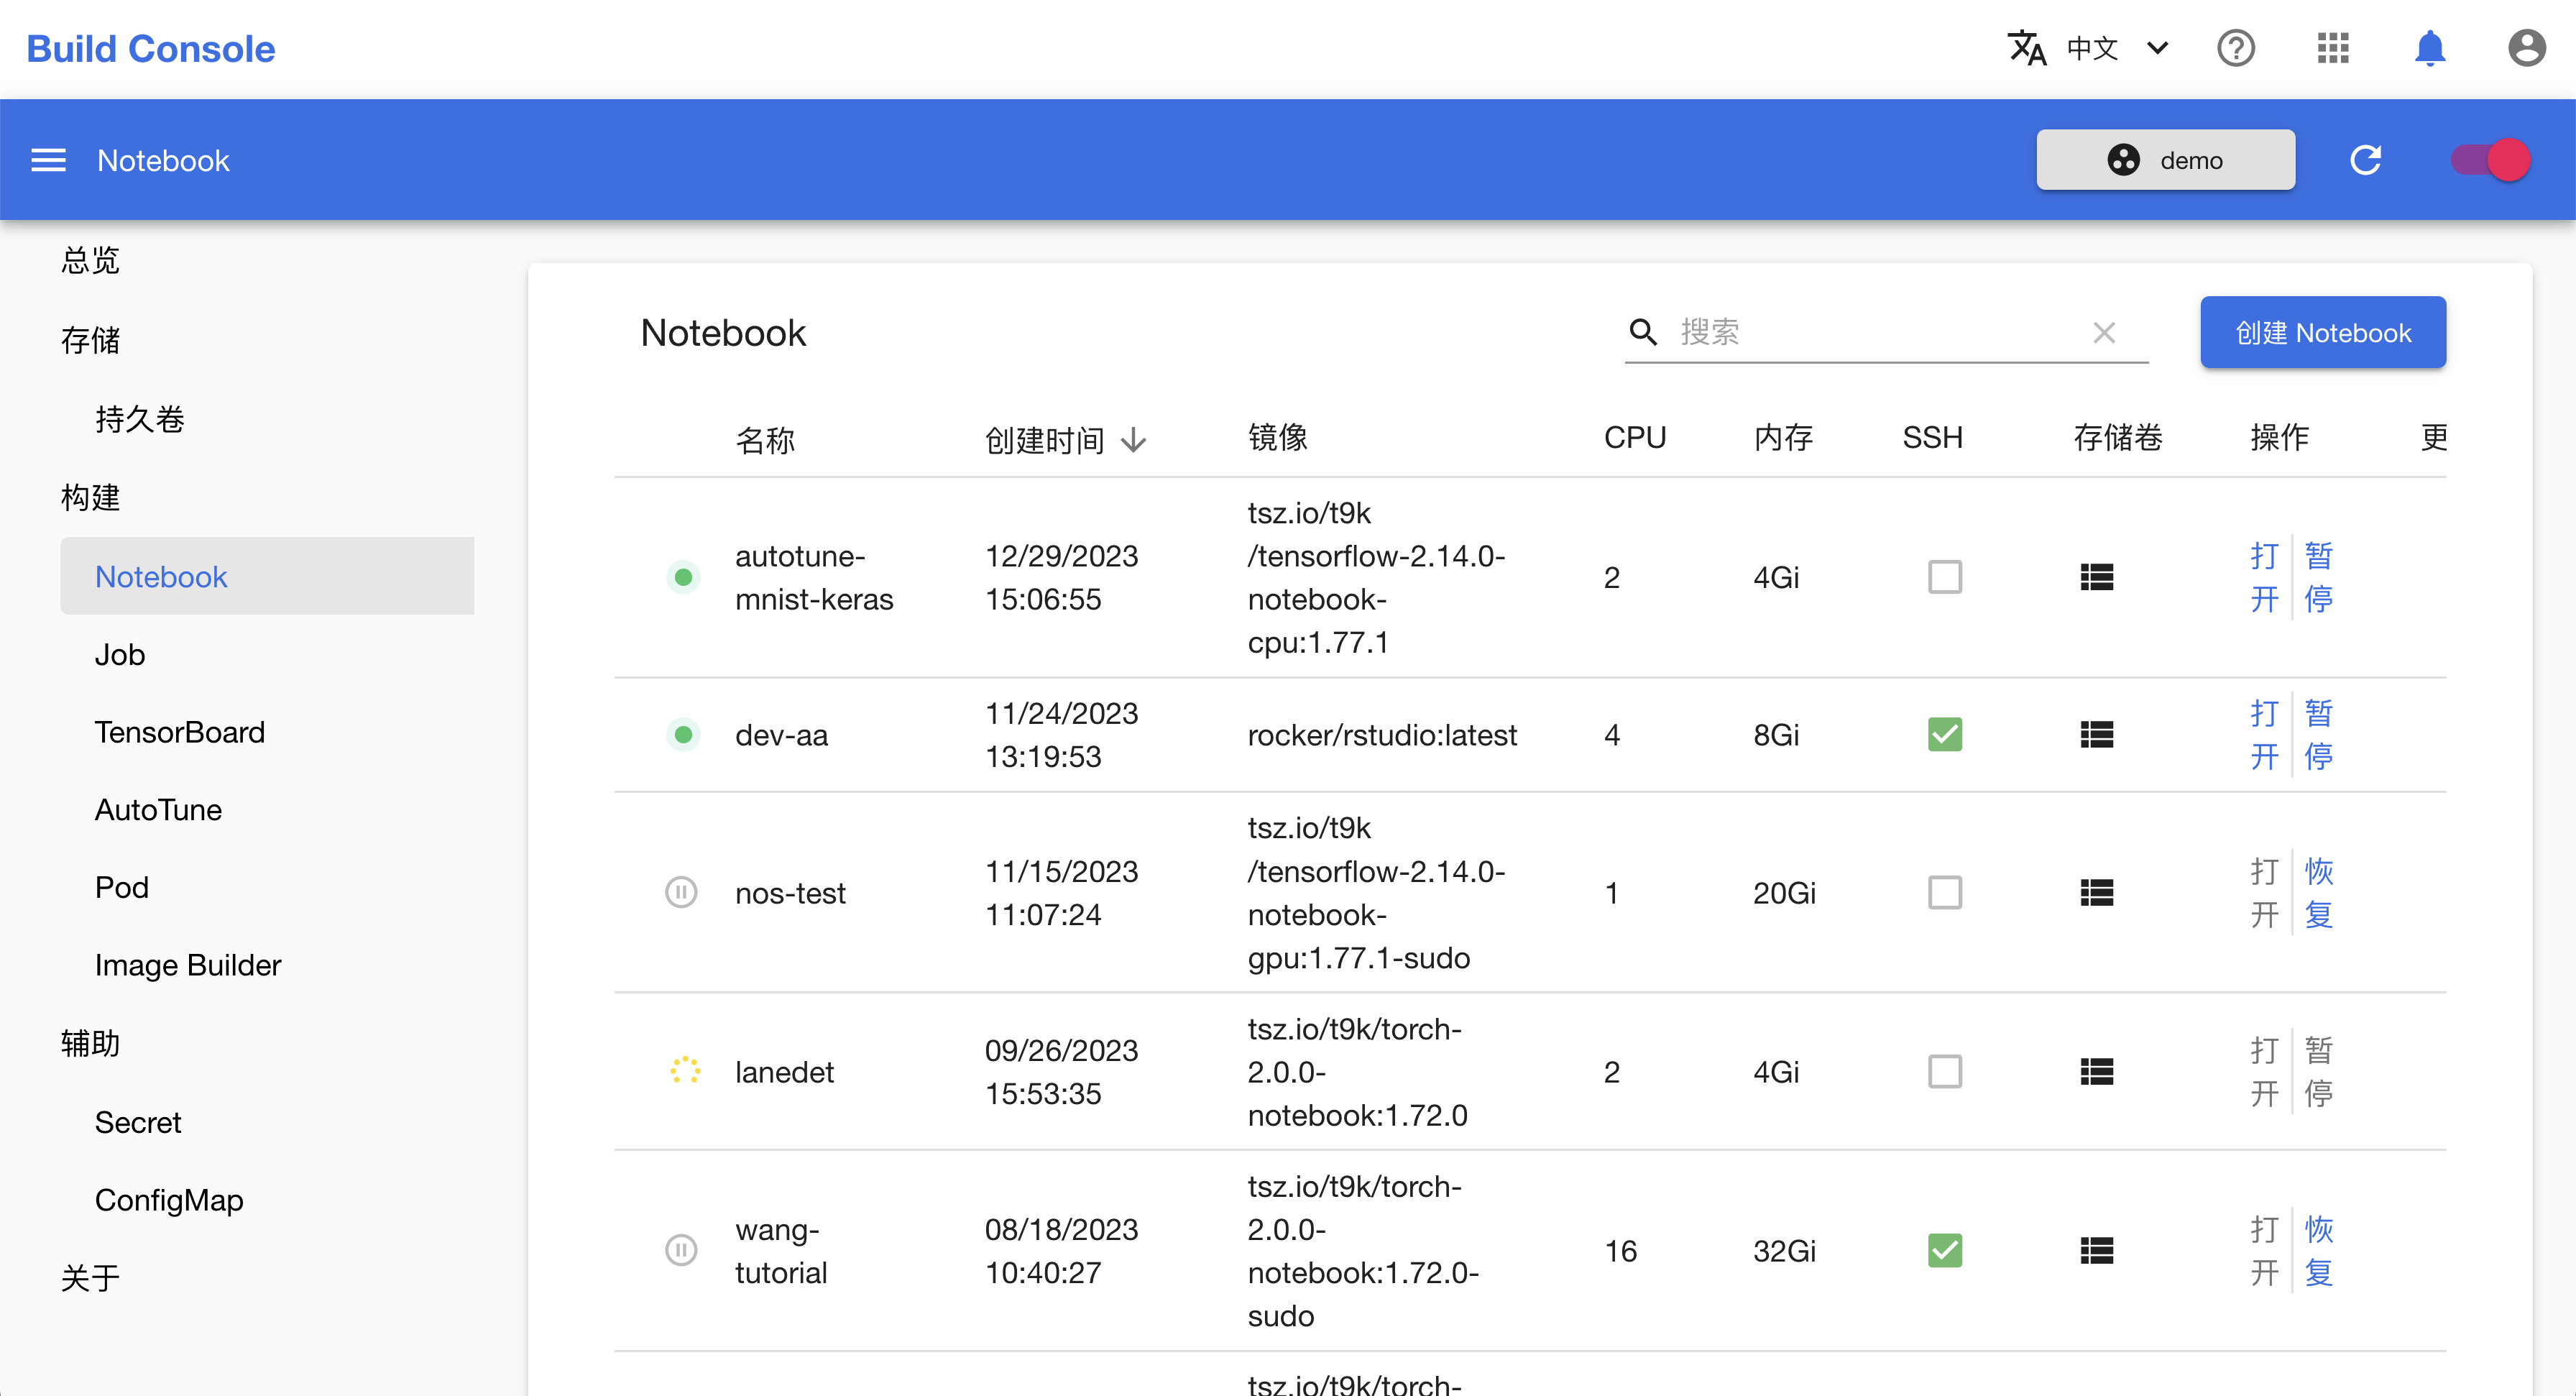 Build Console
中文
Notebook
demo
总览
存储
持久卷
构建
Notebook
Job
TensorBoard
AutoTune
Pod
Image Builder
辅助
Secret
ConfigMap
关于
Notebook
搜索
创建 Notebook
名称
创建时间
镜像
CPU
内存
SSH
存储卷
操作
更
autotune-
mnist-keras
12/29/2023
15:06:55
tsz.io/t9k
/tensorflow-2.14.0-
notebook-
cpu:1.77.1
2
4Gi
打
开
暂
停
dev-aa
11/24/2023
13:19:53
rocker/rstudio:latest
4
8Gi
打
开
暂
停
nos-test
11/15/2023
11:07:24
tsz.io/t9k
/tensorflow-2.14.0-
notebook-
gpu:1.77.1-sudo
1
20Gi
打
开
恢
复
lanedet
09/26/2023
15:53:35
tsz.io/t9k/torch-
2.0.0-
notebook:1.72.0
2
4Gi
打
开
暂
停
wang-
tutorial
08/18/2023
10:40:27
tsz.io/t9k/torch-
2.0.0-
notebook:1.72.0-
sudo
16
32Gi
打
开
恢
复
tsz.io/t9k/torch-